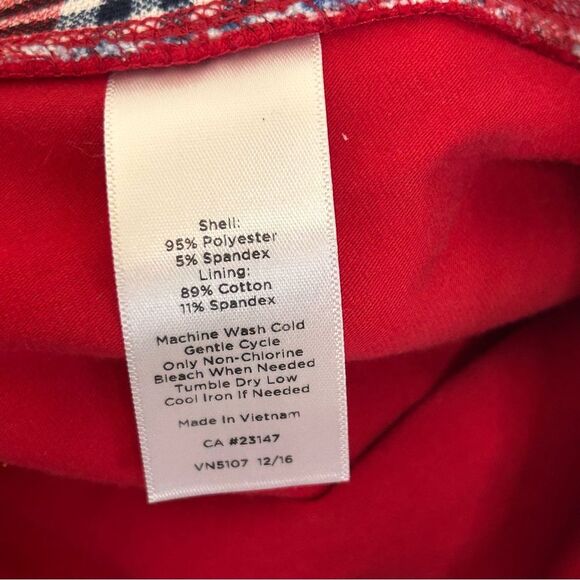 Shell:
95% Polyester
5% Spandex
Lining:
89% Cotton
11% Spandex
Machine Wash Cold
Gentle Cycle
Only Non-Chlorine
Bleach When Needed
Tumble Dry Low
Cool Iron If Needed
Made In Vietnam
CA #23147
VN5107 12/16